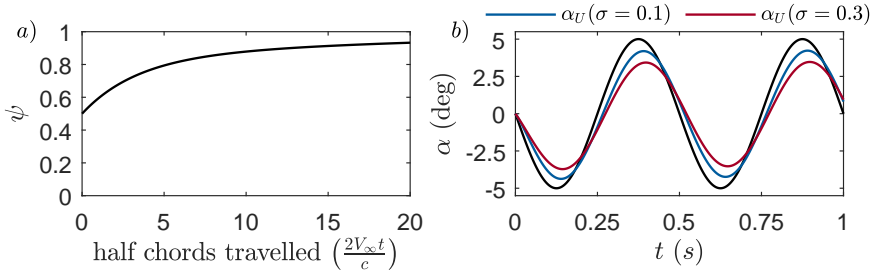 a)
1
0.8
0.6
0.4
0.2
0
ψ
0 5 10 15 20
half chords travelled (2V∞t/c)
α_U(σ = 0.1) α_U(σ = 0.3)
b)
5
2.5
0
-2.5
-5
α (deg)
0 0.25 0.5 0.75 1
t (s)